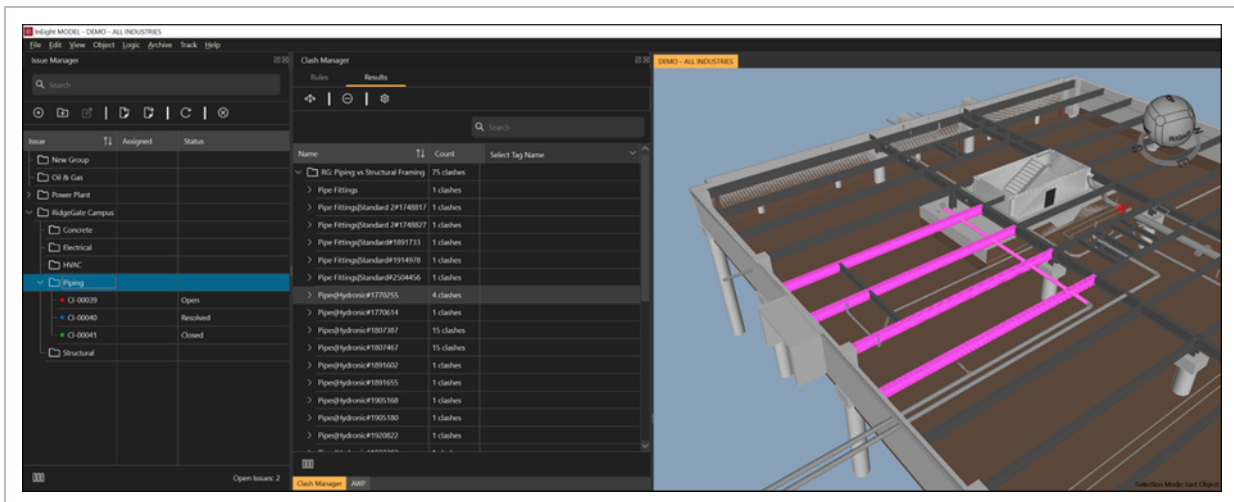 InEight MODEL - DEMO - ALL INDUSTRIES
File Edit View Object Logic Archive Track Help
Issue Manager
Search
Issue Assigned Status
New Group
Oil & Gas
Power Plant
RidgeGate Campus
Concrete
Electrical
HVAC
Piping
CI-00039 Open
CI-00040 Resolved
CI-00041 Closed
Structural
Open Issues: 2
Clash Manager
Rules Results
Search
Name Count Select Tag Name
RG: Piping vs Structural Framing 75 clashes
Pipe Fittings 1 clashes
Pipe Fittings[Standard 2#1748817 1 clashes
Pipe Fittings[Standard 2#1748827 1 clashes
Pipe Fittings[Standard#1891733 1 clashes
Pipe Fittings[Standard#1914978 1 clashes
Pipe Fittings[Standard#2504456 1 clashes
Pipes[Hydronic#1770255 4 clashes
Pipes[Hydronic#1770614 1 clashes
Pipes[Hydronic#1807387 15 clashes
Pipes[Hydronic#1807467 15 clashes
Pipes[Hydronic#1891602 1 clashes
Pipes[Hydronic#1891655 1 clashes
Pipes[Hydronic#1905168 1 clashes
Pipes[Hydronic#1905180 1 clashes
Pipes[Hydronic#1920822 1 clashes
Clash Manager AWP
DEMO - ALL INDUSTRIES
RIGHT
Selection Mode: Last Object